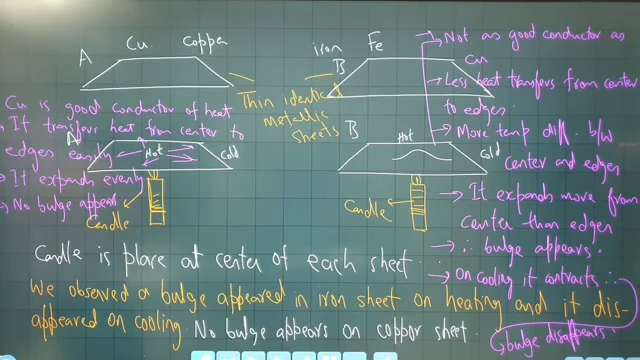 A Cu. Copper
Thin identical
metallic
sheets
iron
B Fe
Cu is good conductor of heat
→ It transfers heat from center to
edges easily
→ It expands evenly
→ No bulge appear
A Hot Cold
Candle
B Hot Cold
Candle
→ Not as good conductor as
Cu
→ Less heat transfers from center
to edges.
→ More temp diff. b/w
center and edges
→ It expands more from
center than edges
→ ∴ bulge appears.
→ On cooling it contracts ∴
bulge disappears.
Candle is place at center of each sheet.
We observed a bulge appeared in iron sheet on heating and it dis-
appeared on cooling. No bulge appears on coppor sheet.